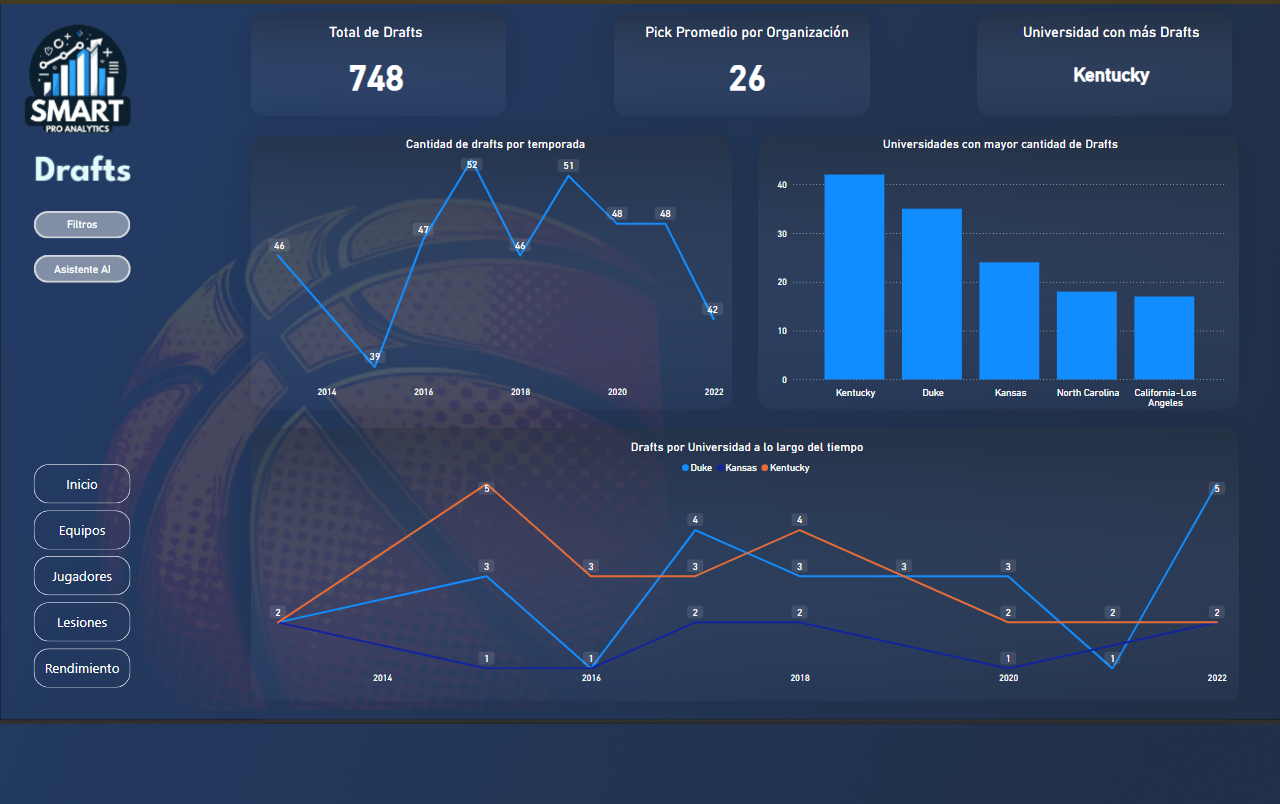 SMART
PRO ANALYTICS
Drafts
Filtros
Asistente AI
Inicio
Equipos
Jugadores
Lesiones
Rendimiento
Total de Drafts
748
Pick Promedio por Organización
26
Universidad con más Drafts
Kentucky
Cantidad de drafts por temporada
46
39
47
52
46
51
48
48
42
2014
2016
2018
2020
2022
Universidades con mayor cantidad de Drafts
40
30
20
10
0
Kentucky
Duke
Kansas
North Carolina
California-Los
Angeles
Drafts por Universidad a lo largo del tiempo
Duke Kansas Kentucky
5
5
4
4
3
3
3
3
3
3
2
2
2
2
2
2
1
1
1
1
2014
2016
2018
2020
2022